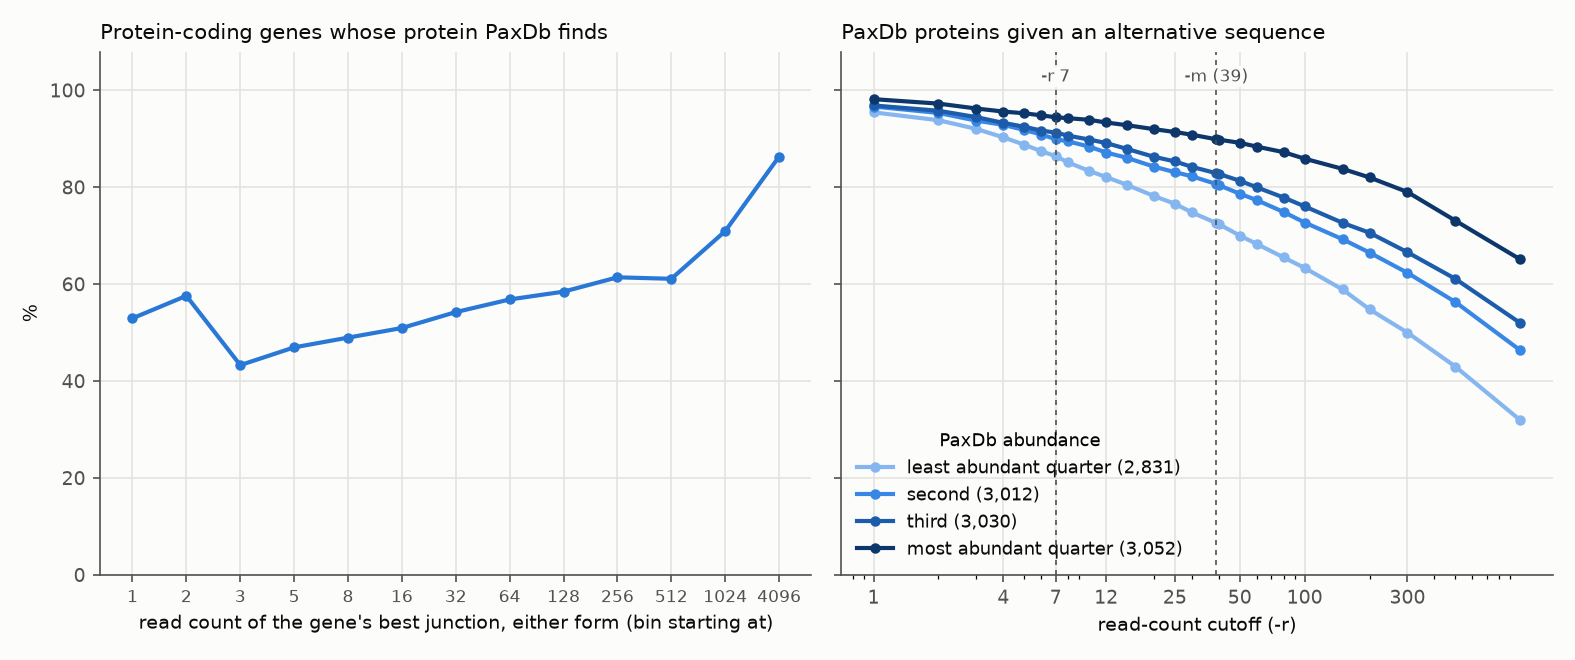 Protein-coding genes whose protein PaxDb finds
%
100
80
60
40
20
0
1 2 3 5 8 16 32 64 128 256 512 1024 4096
read count of the gene's best junction, either form (bin starting at)
PaxDb proteins given an alternative sequence
-r 7
-m (39)
PaxDb abundance
least abundant quarter (2,831)
second (3,012)
third (3,030)
most abundant quarter (3,052)
1 4 7 12 25 50 100 300
read-count cutoff (-r)